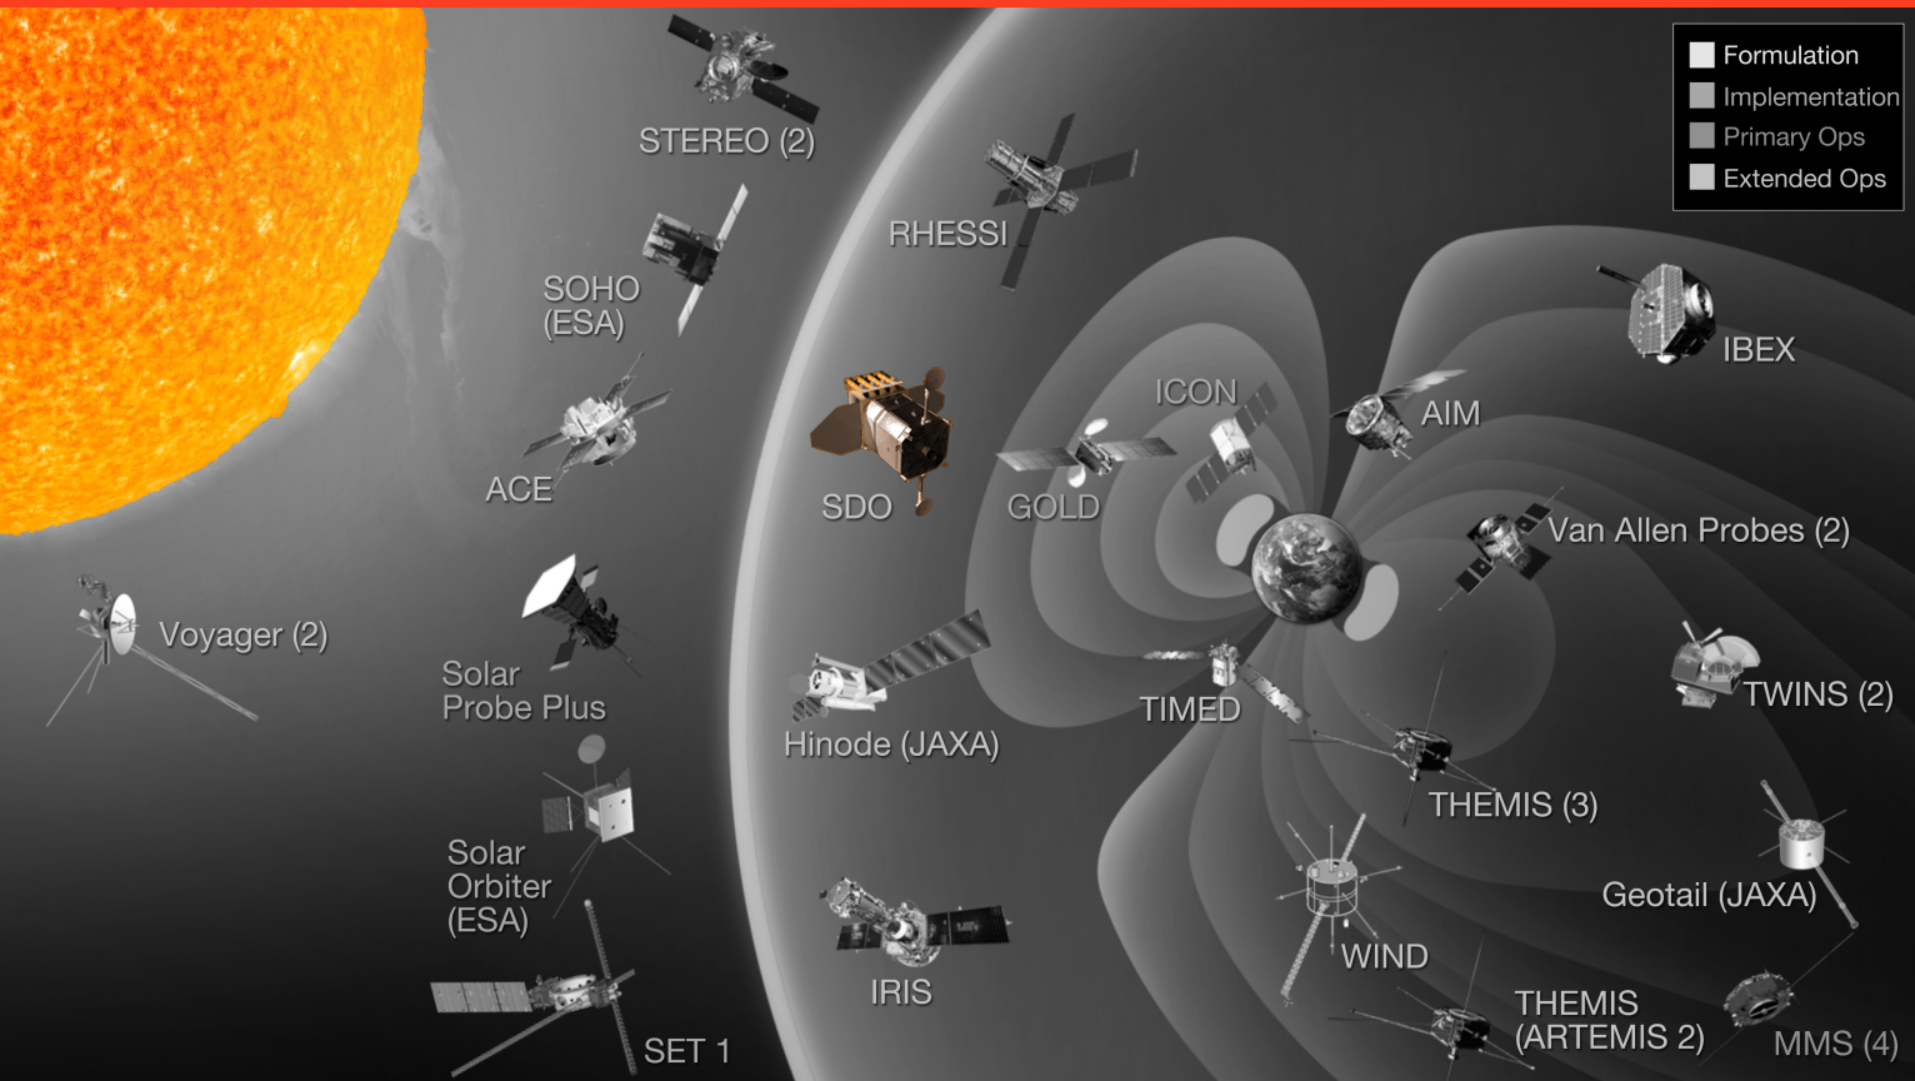 Formulation
Implementation
Primary Ops
Extended Ops
STEREO (2)
RHESSI
SOHO
(ESA)
IBEX
ICON
AIM
ACE
SDO
GOLD
Van Allen Probes (2)
Voyager (2)
Solar
Probe Plus
TWINS (2)
TIMED
Hinode (JAXA)
THEMIS (3)
Solar
Orbiter
(ESA)
Geotail (JAXA)
WIND
IRIS
THEMIS
(ARTEMIS 2)
SET 1
MMS (4)